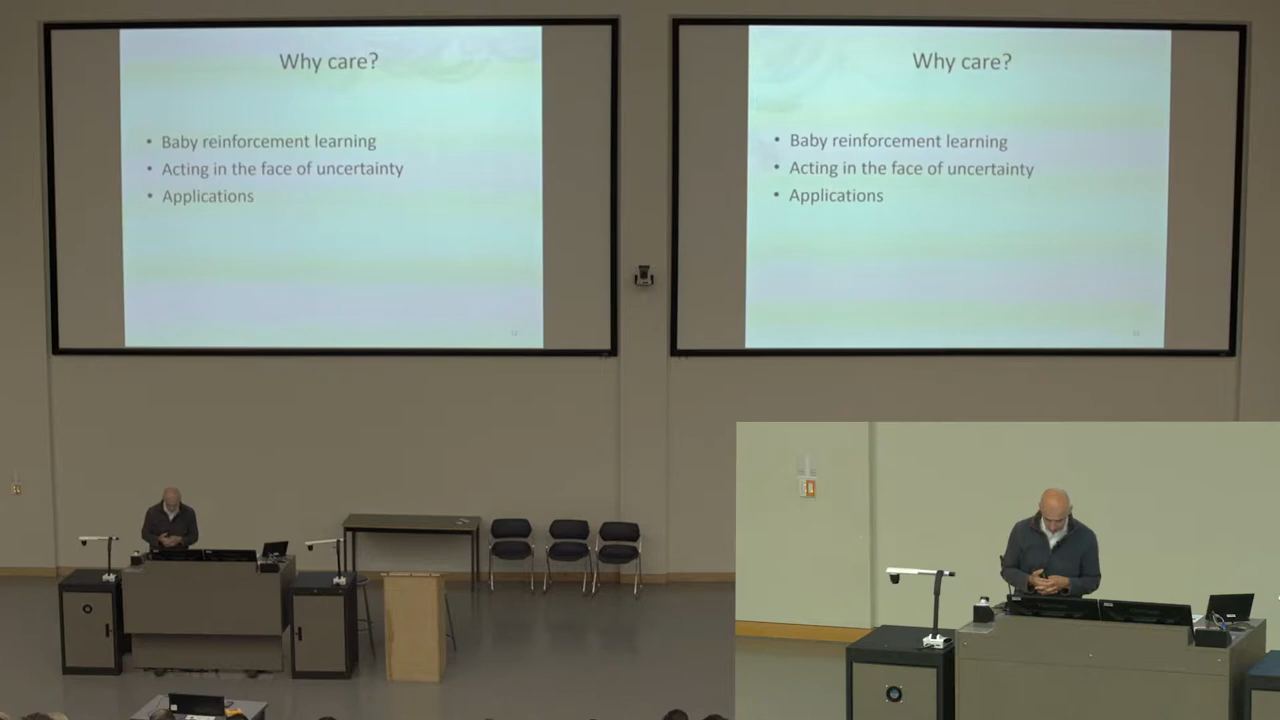 Why care?
• Baby reinforcement learning
• Acting in the face of uncertainty
• Applications
12
Why care?
• Baby reinforcement learning
• Acting in the face of uncertainty
• Applications